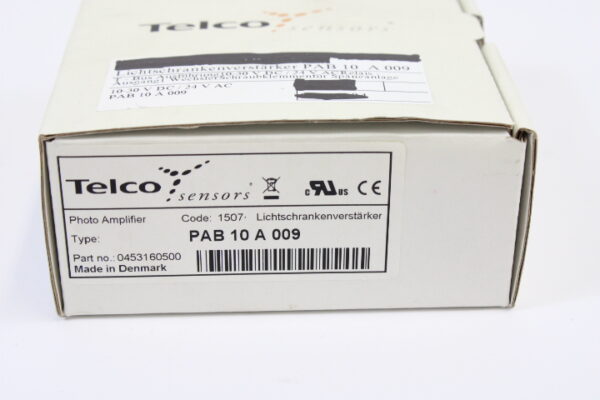 Telco
sensors
Lichtschrankenverstärker PAB 10 A 009
10-30 V DC / 24 V AC
PAB 10 A 009
Telco
sensors®
c UL us CE
Photo Amplifier Code: 1507· Lichtschrankenverstärker
Type: PAB 10 A 009
Part no.: 0453160500
Made in Denmark